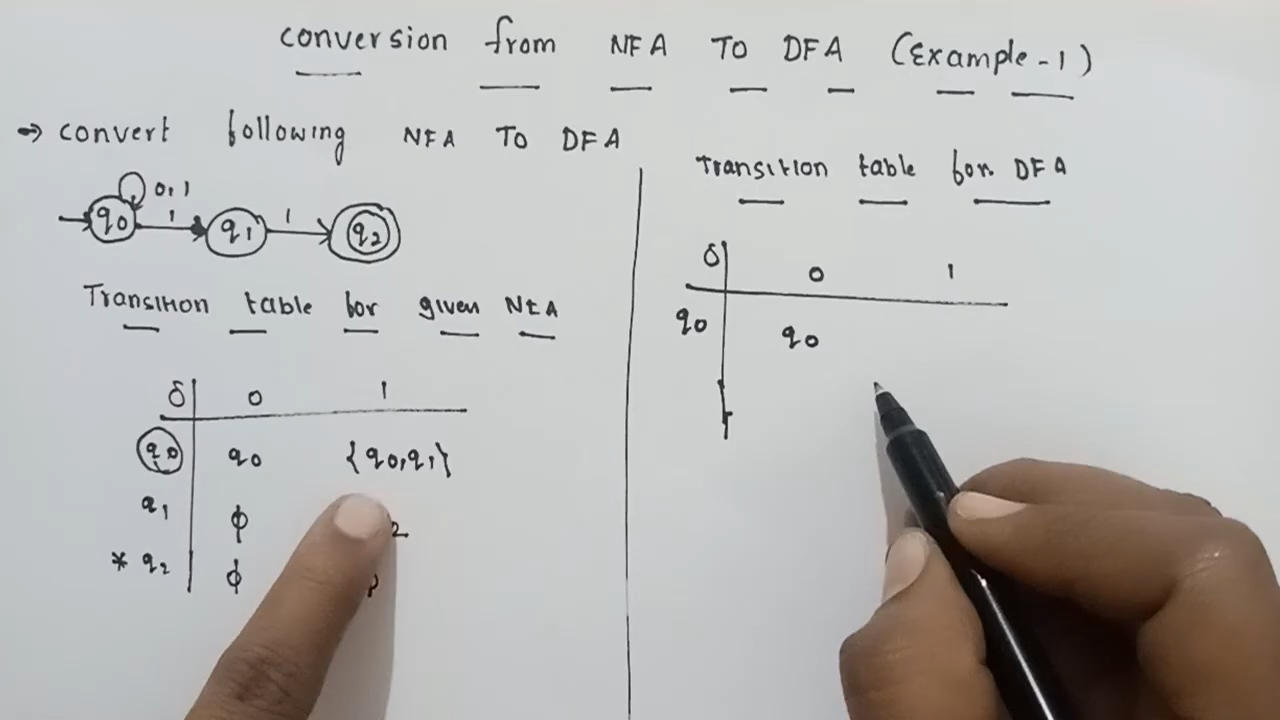 conversion from NFA TO DFA (Example-1)
→ convert following NFA TO DFA
q0 0,1 1 q1 1 q2
Transition table for given NFA
δ 0 1
q0 q0 {q0,q1}
q1 ϕ 2
* q2 ϕ
Transition table for DFA
δ 0 1
q0 q0